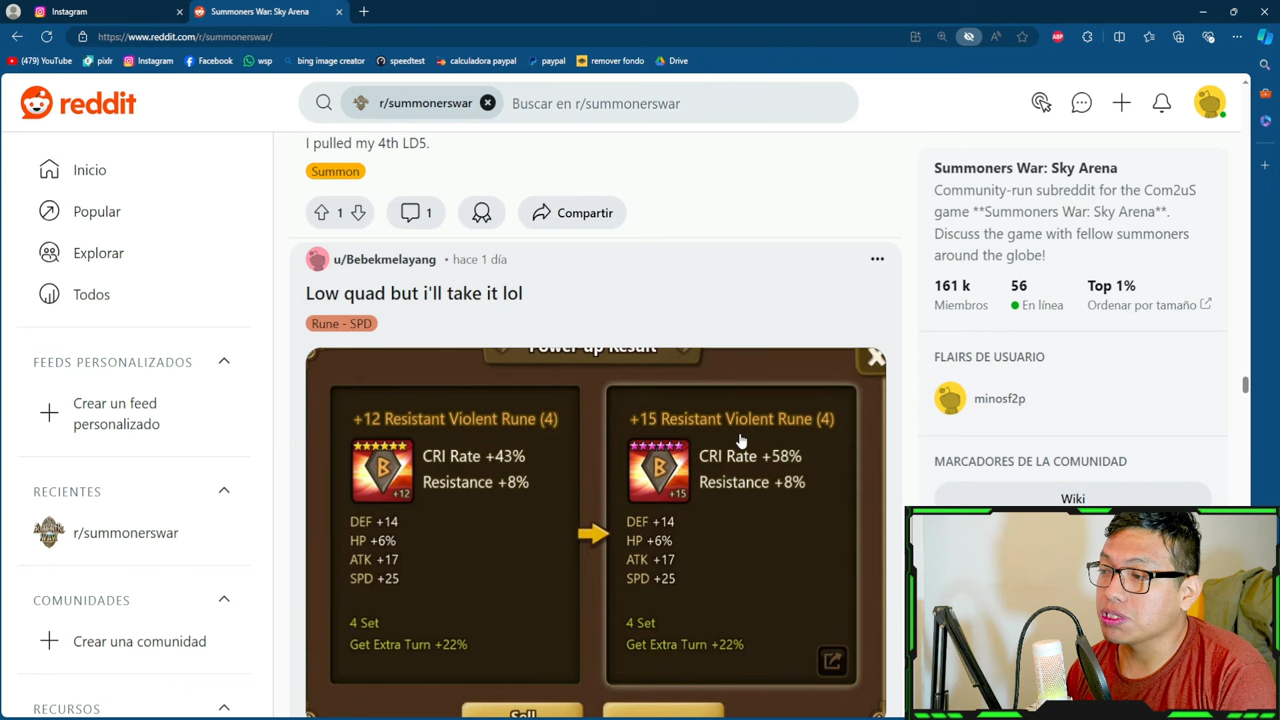 Instagram
Summoners War: Sky Arena
https://www.reddit.com/r/summonerswar/
(479) YouTube
pixlr
Instagram
Facebook
wsp
bing image creator
speedtest
calculadora paypal
paypal
remover fondo
Drive
reddit
r/summonerswar
Buscar en r/summonerswar
Inicio
Popular
Explorar
Todos
FEEDS PERSONALIZADOS
Crear un feed
personalizado
RECIENTES
r/summonerswar
COMUNIDADES
Crear una comunidad
RECURSOS
I pulled my 4th LD5.
Summon
1
1
Compartir
u/Bebekmelayang • hace 1 día
Low quad but i'll take it lol
Rune - SPD
Power-up Result
+12 Resistant Violent Rune (4)
CRI Rate +43%
Resistance +8%
+12
DEF +14
HP +6%
ATK +17
SPD +25
4 Set
Get Extra Turn +22%
+15 Resistant Violent Rune (4)
CRI Rate +58%
Resistance +8%
+15
DEF +14
HP +6%
ATK +17
SPD +25
4 Set
Get Extra Turn +22%
Sell
Summoners War: Sky Arena
Community-run subreddit for the Com2uS
game **Summoners War: Sky Arena**.
Discuss the game with fellow summoners
around the globe!
161 k
56
Top 1%
Miembros
En línea
Ordenar por tamaño
FLAIRS DE USUARIO
minosf2p
MARCADORES DE LA COMUNIDAD
Wiki